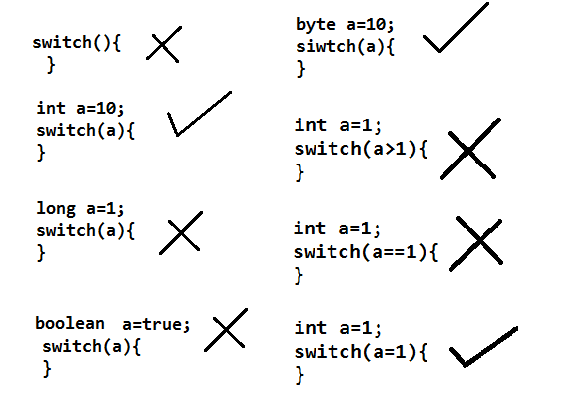 switch(){
}
int a=10;
switch(a){
}
long a=1;
switch(a){
}
boolean a=true;
switch(a){
}
byte a=10;
siwtch(a){
}
int a=1;
switch(a>1){
}
int a=1;
switch(a==1){
}
int a=1;
switch(a=1){
}